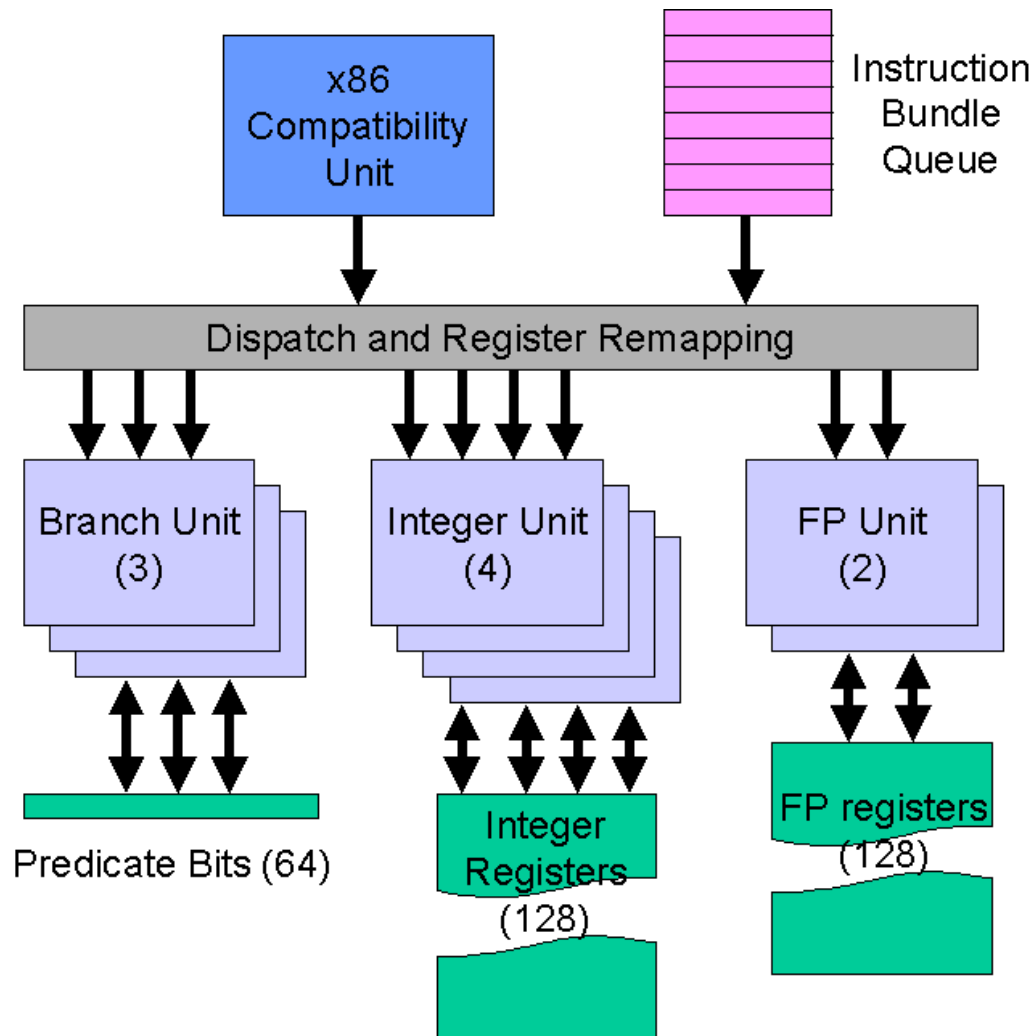 x86
Compatibility
Unit
Instruction
Bundle
Queue
Dispatch and Register Remapping
Branch Unit
(3)
Integer Unit
(4)
FP Unit
(2)
Predicate Bits (64)
Integer
Registers
(128)
FP registers
(128)